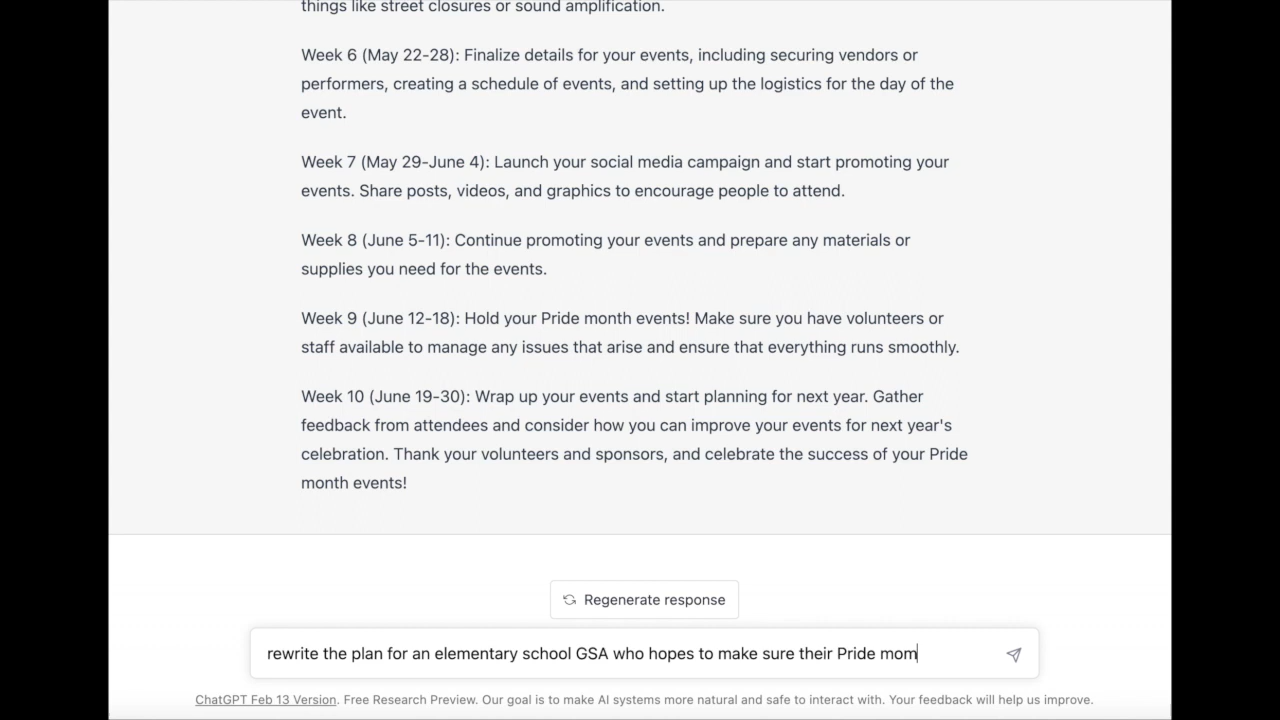 things like street closures or sound amplification.
Week 6 (May 22-28): Finalize details for your events, including securing vendors or
performers, creating a schedule of events, and setting up the logistics for the day of the
event.
Week 7 (May 29-June 4): Launch your social media campaign and start promoting your
events. Share posts, videos, and graphics to encourage people to attend.
Week 8 (June 5-11): Continue promoting your events and prepare any materials or
supplies you need for the events.
Week 9 (June 12-18): Hold your Pride month events! Make sure you have volunteers or
staff available to manage any issues that arise and ensure that everything runs smoothly.
Week 10 (June 19-30): Wrap up your events and start planning for next year. Gather
feedback from attendees and consider how you can improve your events for next year's
celebration. Thank your volunteers and sponsors, and celebrate the success of your Pride
month events!
Regenerate response
rewrite the plan for an elementary school GSA who hopes to make sure their Pride mom
ChatGPT Feb 13 Version. Free Research Preview. Our goal is to make AI systems more natural and safe to interact with. Your feedback will help us improve.